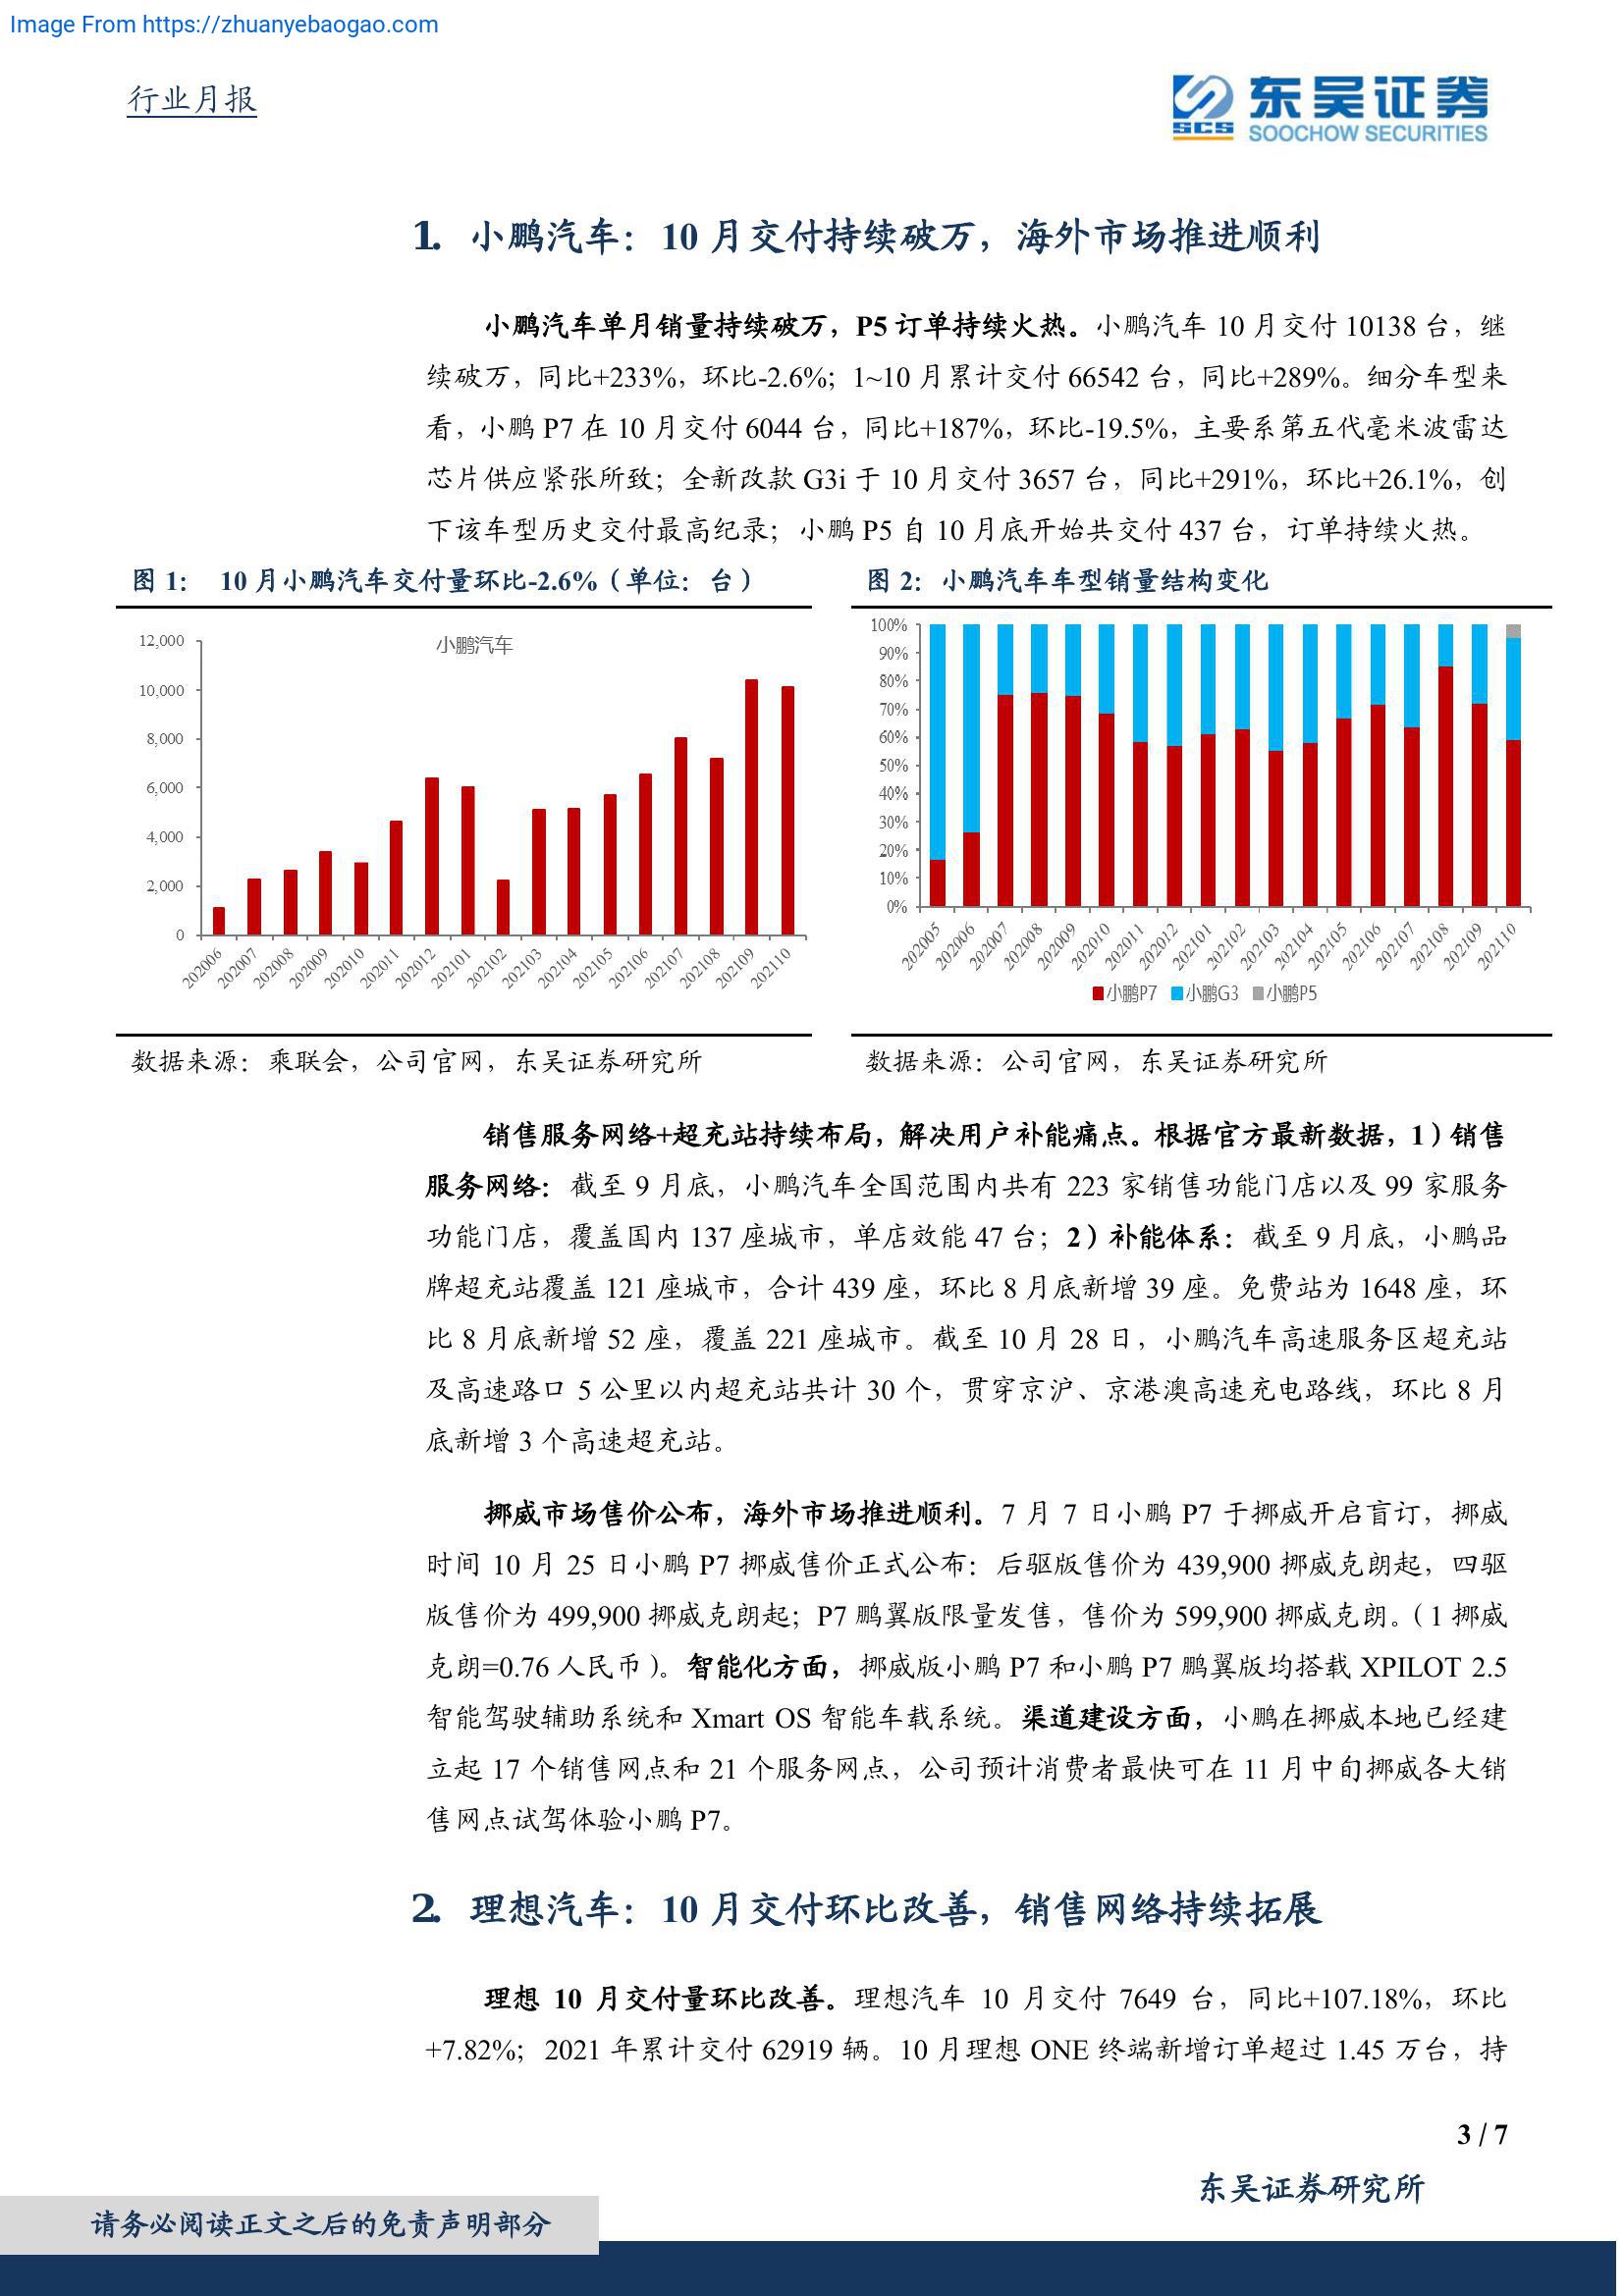 Image From https://zhuanyebaogao.com
行业月报
东吴证券
SCS
SOOCHOW SECURITIES
1. 小鹏汽车：10 月交付持续破万，海外市场推进顺利
小鹏汽车单月销量持续破万，P5 订单持续火热。小鹏汽车 10 月交付 10138 台，继
续破万，同比+233%，环比-2.6%；1~10 月累计交付 66542 台，同比+289%。细分车型来
看，小鹏 P7 在 10 月交付 6044 台，同比+187%，环比-19.5%，主要系第五代毫米波雷达
芯片供应紧张所致；全新改款 G3i 于 10 月交付 3657 台，同比+291%，环比+26.1%，创
下该车型历史交付最高纪录；小鹏 P5 自 10 月底开始共交付 437 台，订单持续火热。
图 1： 10 月小鹏汽车交付量环比-2.6%（单位：台）
小鹏汽车
12,000
10,000
8,000
6,000
4,000
2,000
0
202006 202007 202008 202009 202010 202011 202012 202101 202102 202103 202104 202105 202106 202107 202108 202109 202110
数据来源：乘联会，公司官网，东吴证券研究所
图 2：小鹏汽车车型销量结构变化
100%
90%
80%
70%
60%
50%
40%
30%
20%
10%
0%
202005 202006 202007 202008 202009 202010 202011 202012 202101 202102 202103 202104 202105 202106 202107 202108 202109 202110
小鹏P7 小鹏G3 小鹏P5
数据来源：公司官网，东吴证券研究所
销售服务网络+超充站持续布局，解决用户补能痛点。根据官方最新数据，1）销售
服务网络：截至 9 月底，小鹏汽车全国范围内共有 223 家销售功能门店以及 99 家服务
功能门店，覆盖国内 137 座城市，单店效能 47 台；2）补能体系：截至 9 月底，小鹏品
牌超充站覆盖 121 座城市，合计 439 座，环比 8 月底新增 39 座。免费站为 1648 座，环
比 8 月底新增 52 座，覆盖 221 座城市。截至 10 月 28 日，小鹏汽车高速服务区超充站
及高速路口 5 公里以内超充站共计 30 个，贯穿京沪、京港澳高速充电路线，环比 8 月
底新增 3 个高速超充站。
挪威市场售价公布，海外市场推进顺利。7 月 7 日小鹏 P7 于挪威开启盲订，挪威
时间 10 月 25 日小鹏 P7 挪威售价正式公布：后驱版售价为 439,900 挪威克朗起，四驱
版售价为 499,900 挪威克朗起；P7 鹏翼版限量发售，售价为 599,900 挪威克朗。（1 挪威
克朗=0.76 人民币）。智能化方面，挪威版小鹏 P7 和小鹏 P7 鹏翼版均搭载 XPILOT 2.5
智能驾驶辅助系统和 Xmart OS 智能车载系统。渠道建设方面，小鹏在挪威本地已经建
立起 17 个销售网点和 21 个服务网点，公司预计消费者最快可在 11 月中旬挪威各大销
售网点试驾体验小鹏 P7。
2. 理想汽车：10 月交付环比改善，销售网络持续拓展
理想 10 月交付量环比改善。理想汽车 10 月交付 7649 台，同比+107.18%，环比
+7.82%；2021 年累计交付 62919 辆。10 月理想 ONE 终端新增订单超过 1.45 万台，持
3 / 7
东吴证券研究所
请务必阅读正文之后的免责声明部分